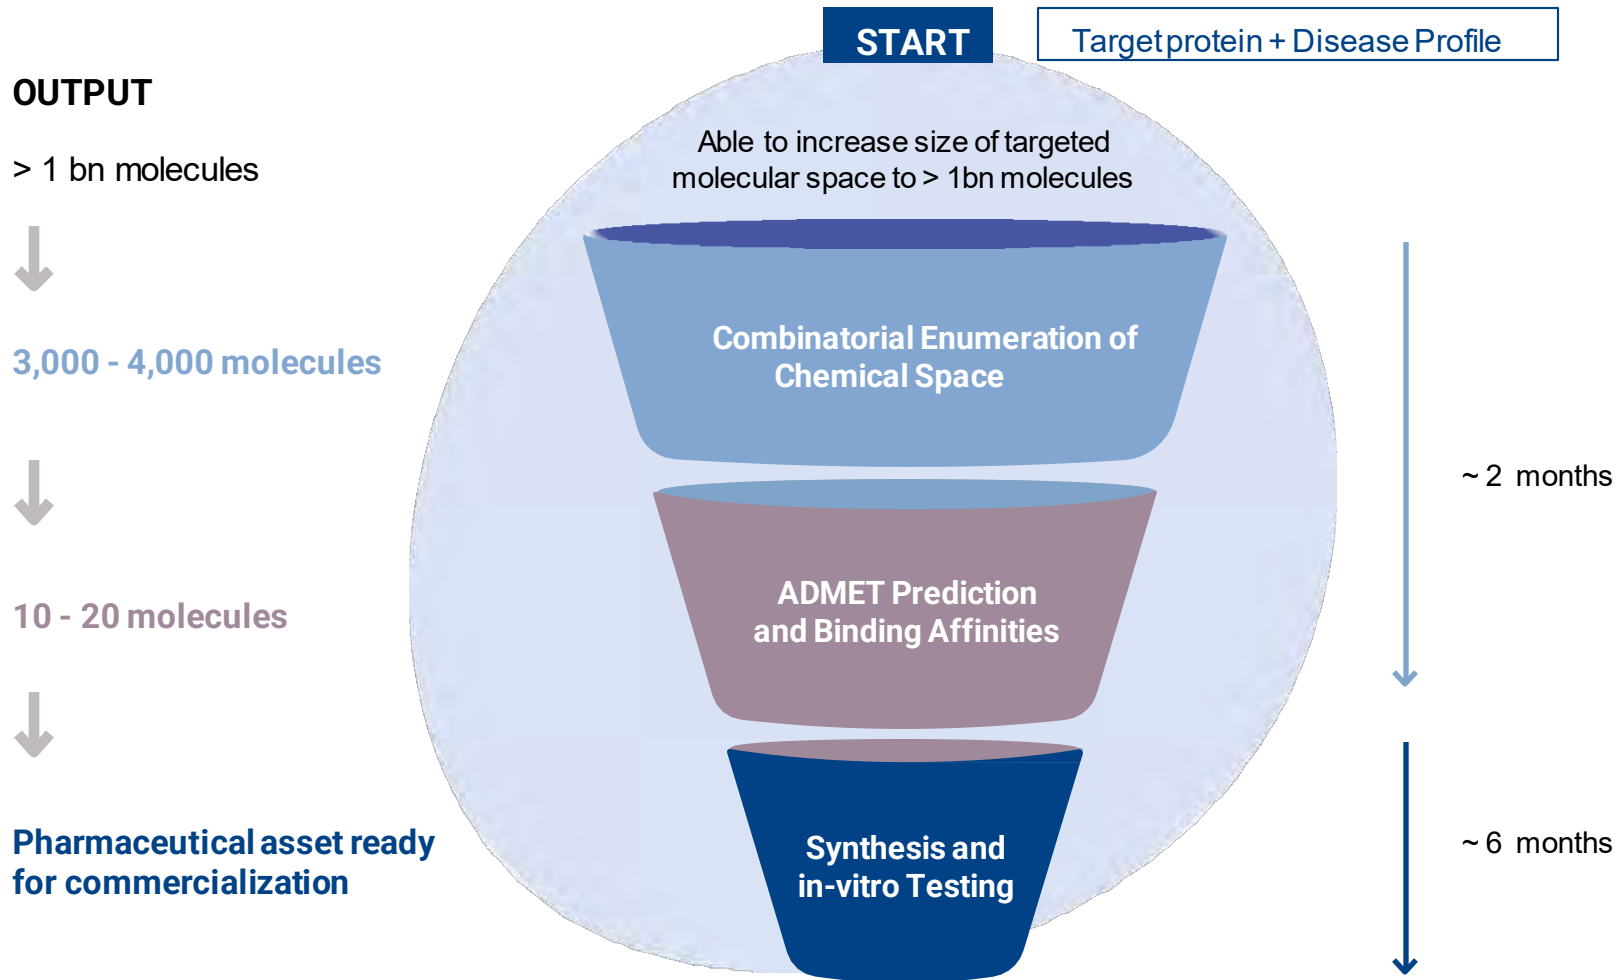 START
Target protein + Disease Profile
OUTPUT
> 1 bn molecules
Able to increase size of targeted
molecular space to > 1bn molecules
3,000 - 4,000 molecules
Combinatorial Enumeration of
Chemical Space
~ 2 months
10 - 20 molecules
ADMET Prediction
and Binding Affinities
Pharmaceutical asset ready
for commercialization
Synthesis and
in-vitro Testing
~ 6 months